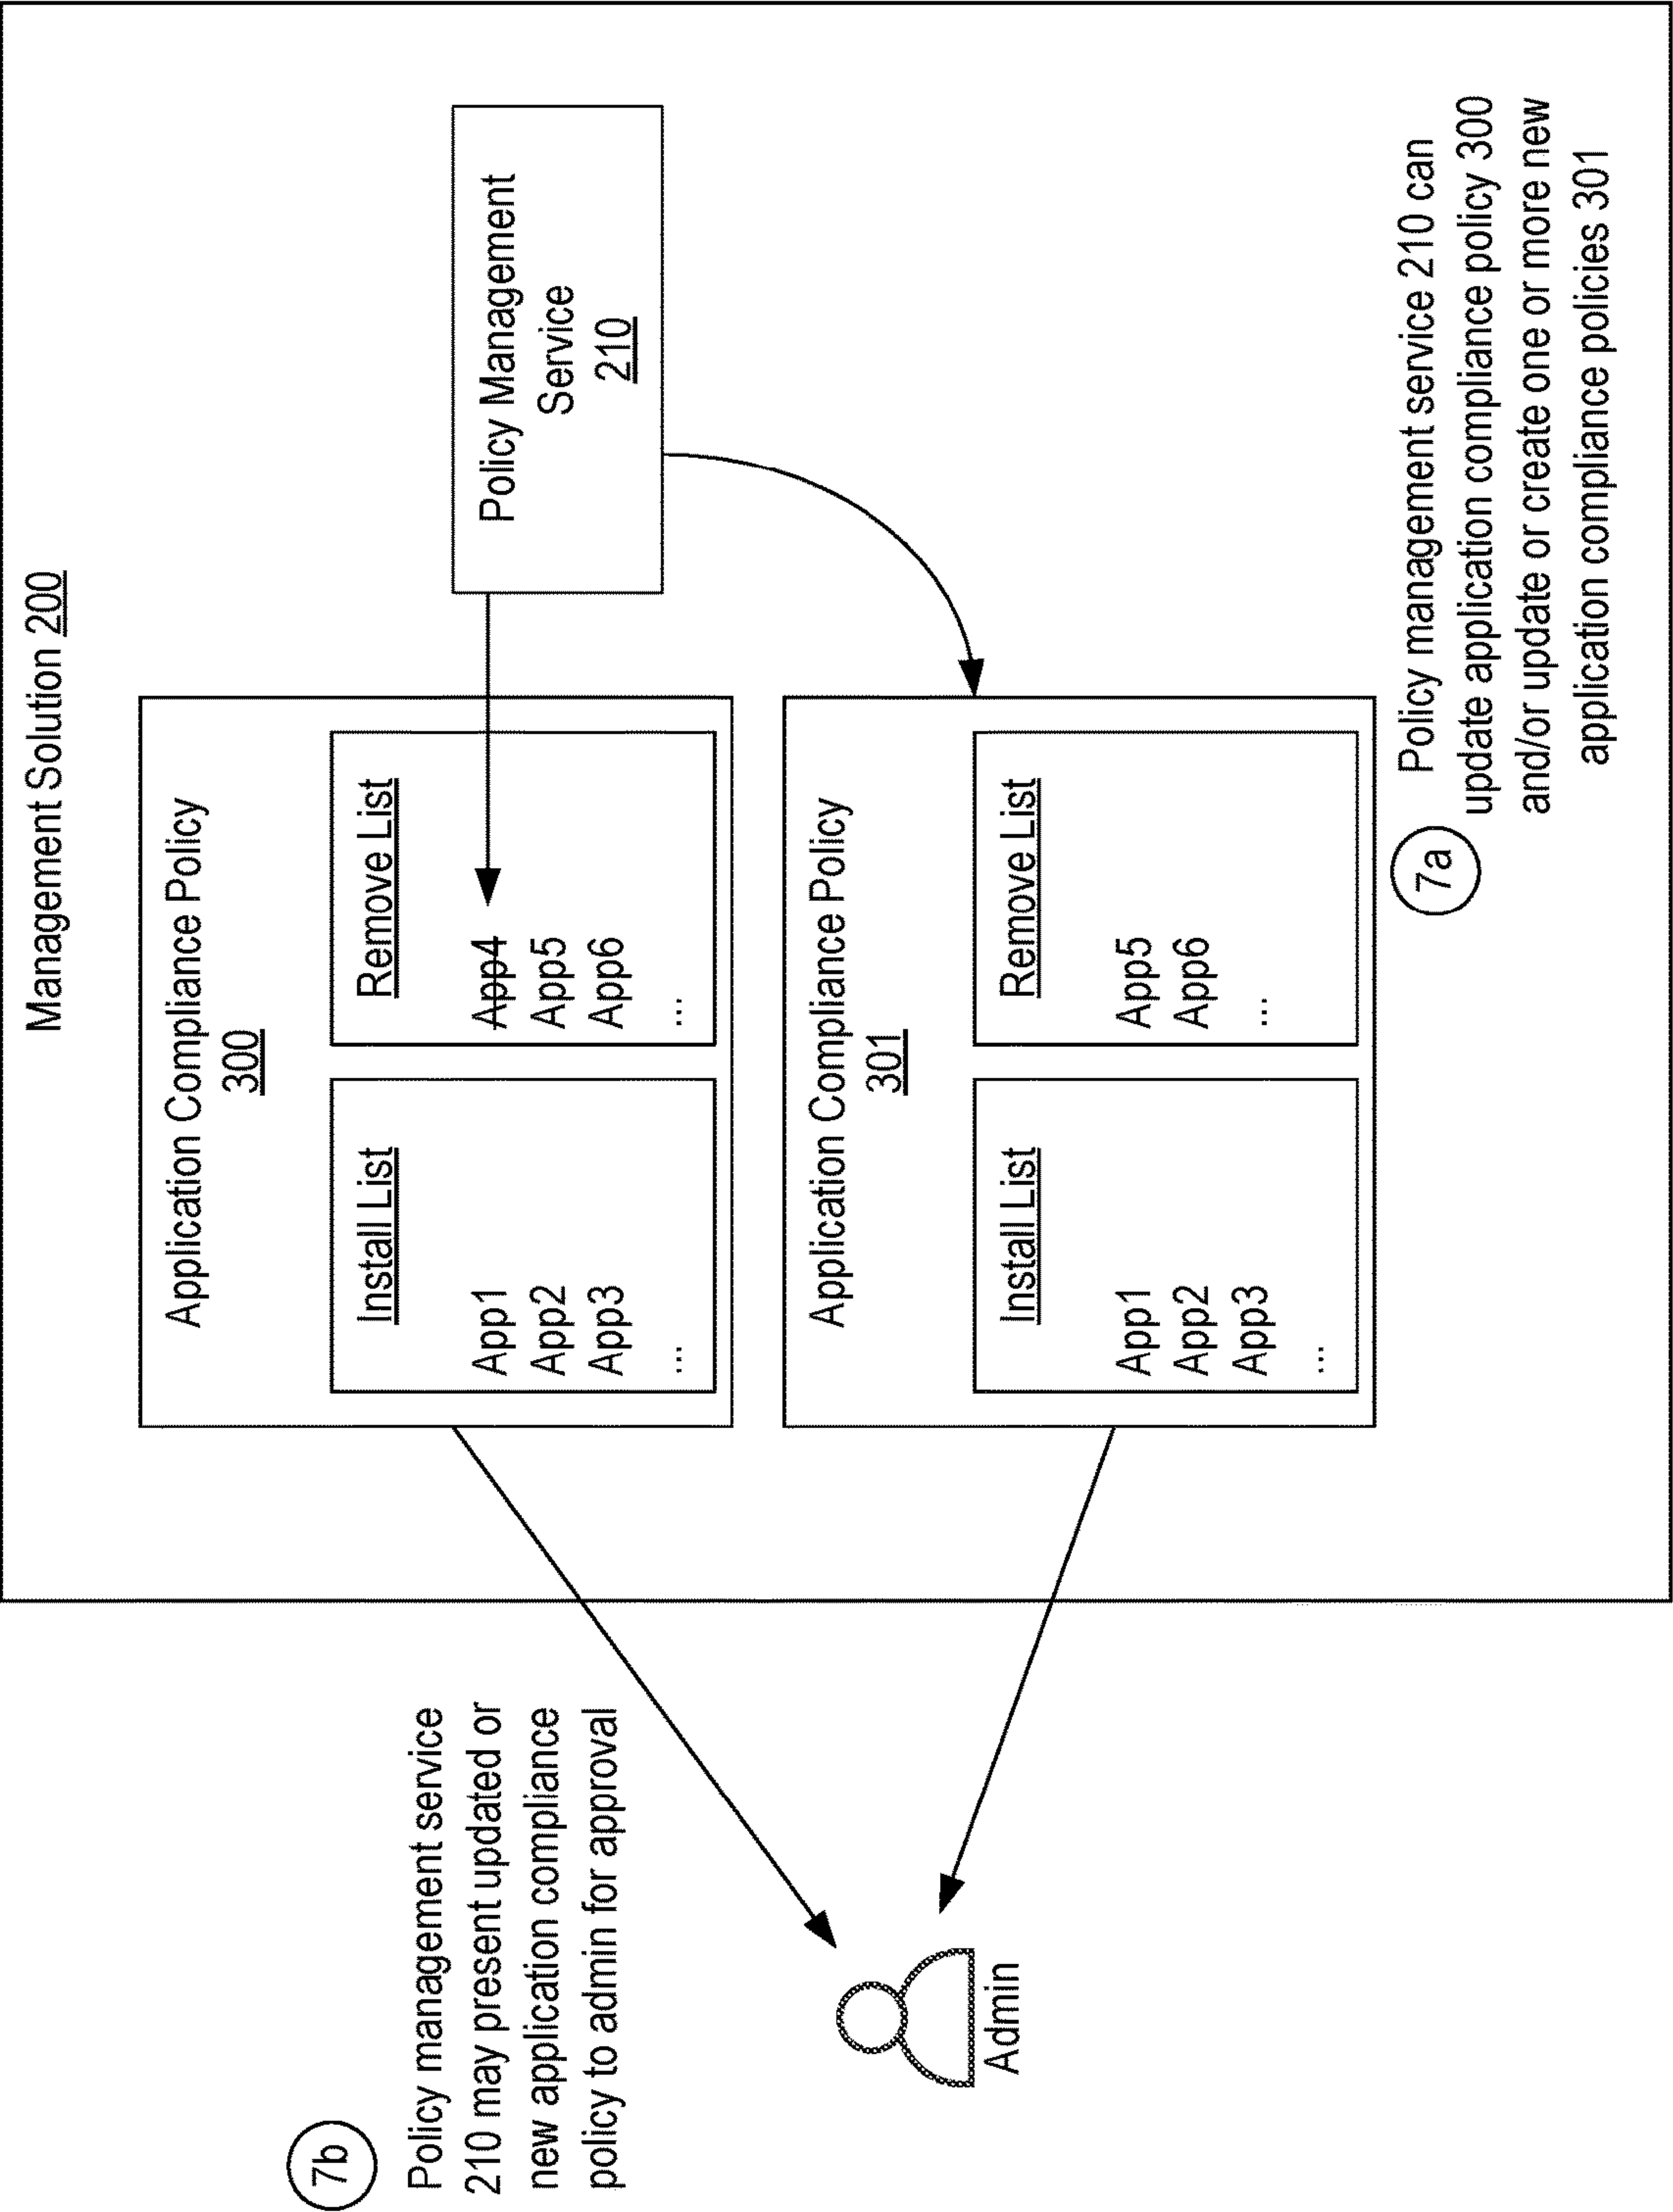 Management Solution 200
Application Compliance Policy
300
Install List
App1
App2
App3
...
Remove List
App4
App5
App6
...
Policy Management
Service
210
Application Compliance Policy
301
Install List
App1
App2
App3
...
Remove List
App5
App6
...
7a
Policy management service 210 can
update application compliance policy 300
and/or update or create one or more new
application compliance policies 301
7b
Policy management service
210 may present updated or
new application compliance
policy to admin for approval
Admin